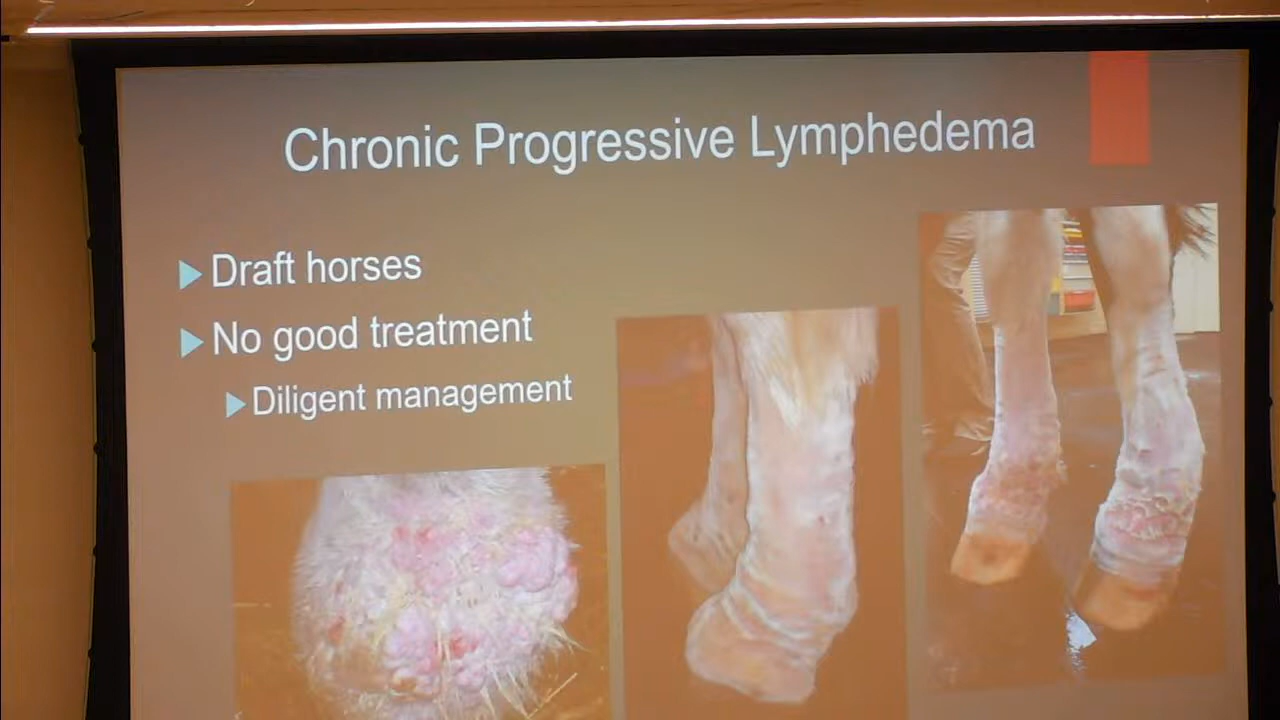 Chronic Progressive Lymphedema
Draft horses
No good treatment
Diligent management